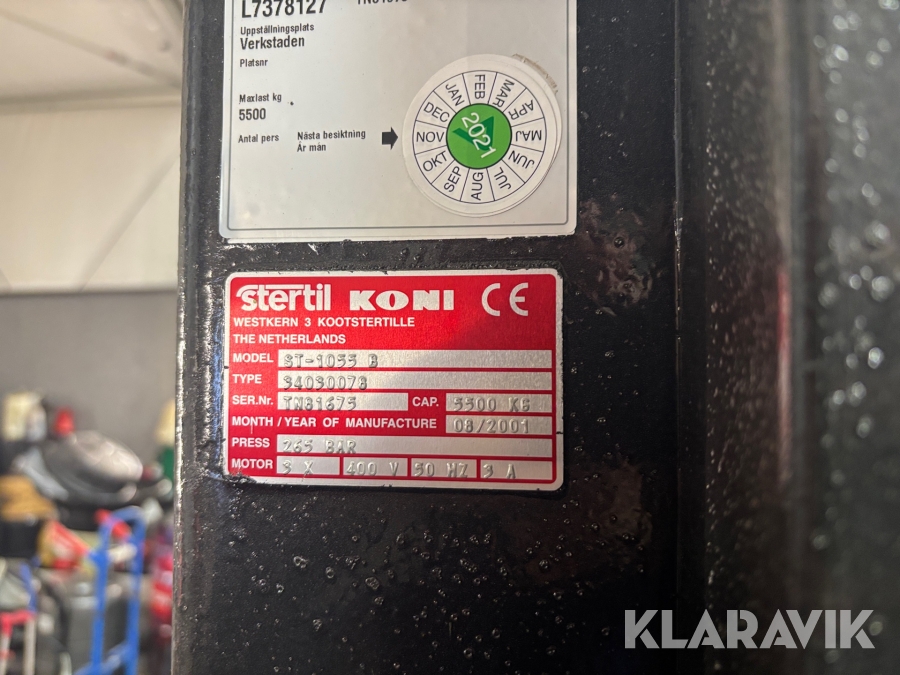 L7378127
Uppställningsplats
Verkstaden
Platsnr
Maxlast kg
5500
Antal pers
Nästa besiktning
År mån
JAN FEB MAR APR MAJ JUN JUL AUG SEP OKT NOV DEC
2021
stertil KONI CE
WESTKERN 3 KOOTSTERTILLE
THE NETHERLANDS
MODEL ST-1055 B
TYPE 34030078
SER.Nr. TN81675 CAP. 5500 KG
MONTH / YEAR OF MANUFACTURE 08/2001
PRESS 265 BAR
MOTOR 3 X 400 V 50 HZ 3 A
KLARAVIK